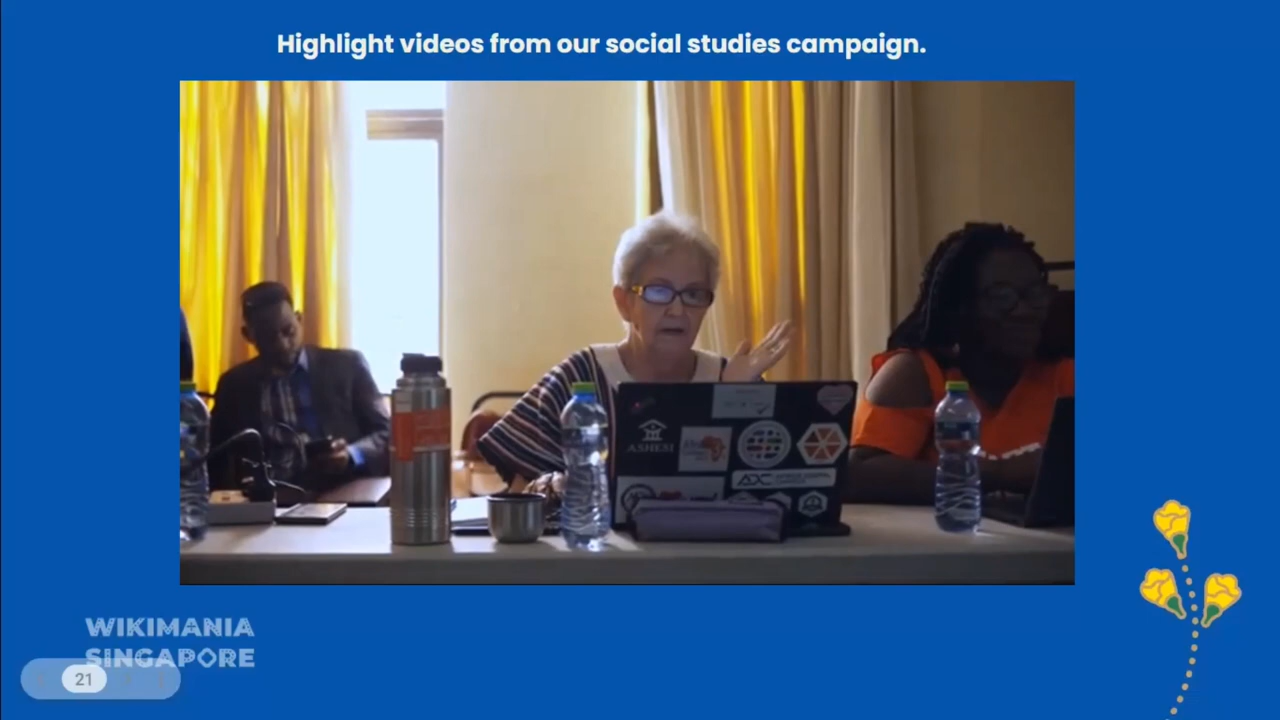 Highlight videos from our social studies campaign.
ASHESI
ADC
WIKIMANIA
SINGAPORE
21